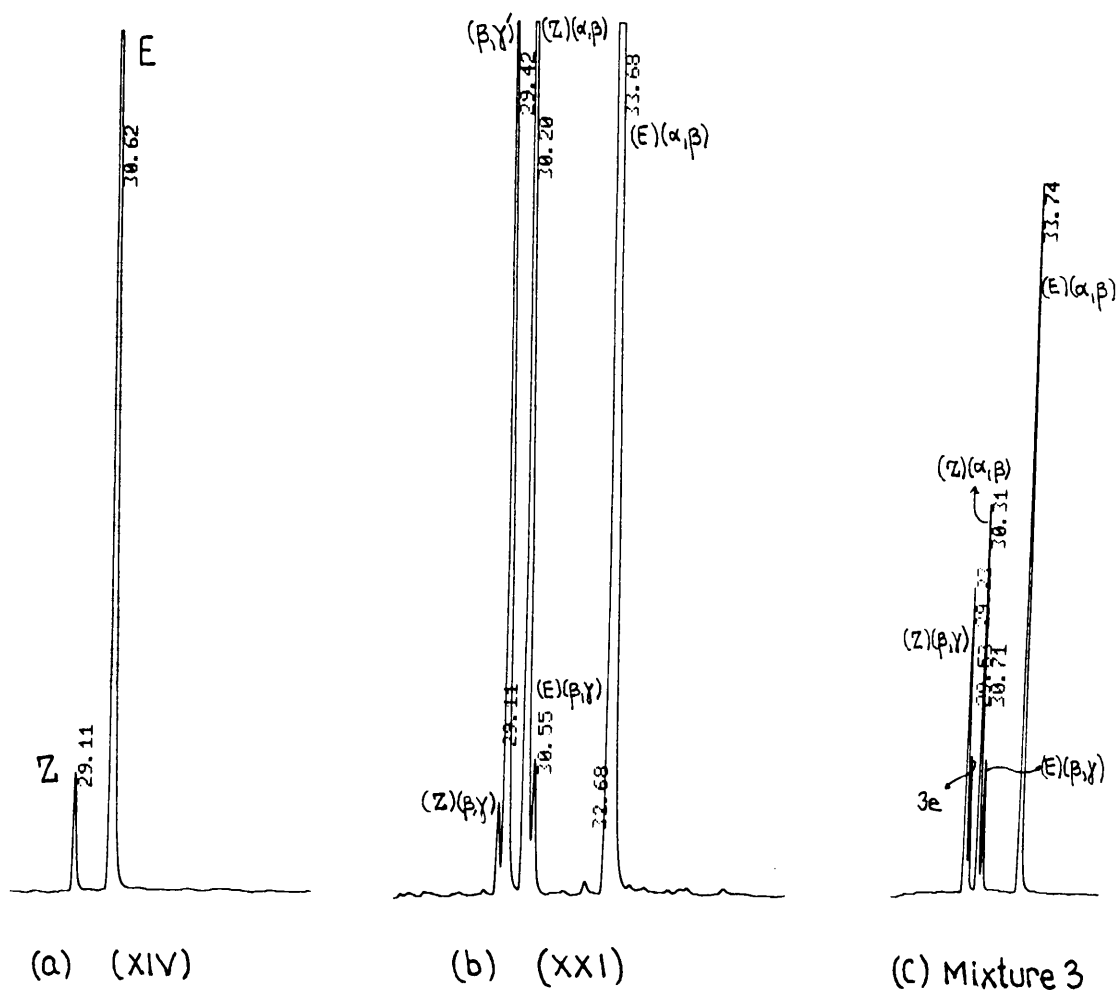 E
30.62
Z
29.11
(a) (XIV)
(β,γ')
29.42
(Z)(α,β)
30.20
33.68
(E)(α,β)
29.11
(E)(β,γ)
30.55
(Z)(β,γ)
32.68
(b) (XXI)
33.74
(E)(α,β)
(Z)(α,β)
30.31
(Z)(β,γ)
30.71
3e
(E)(β,γ)
(C) Mixture 3